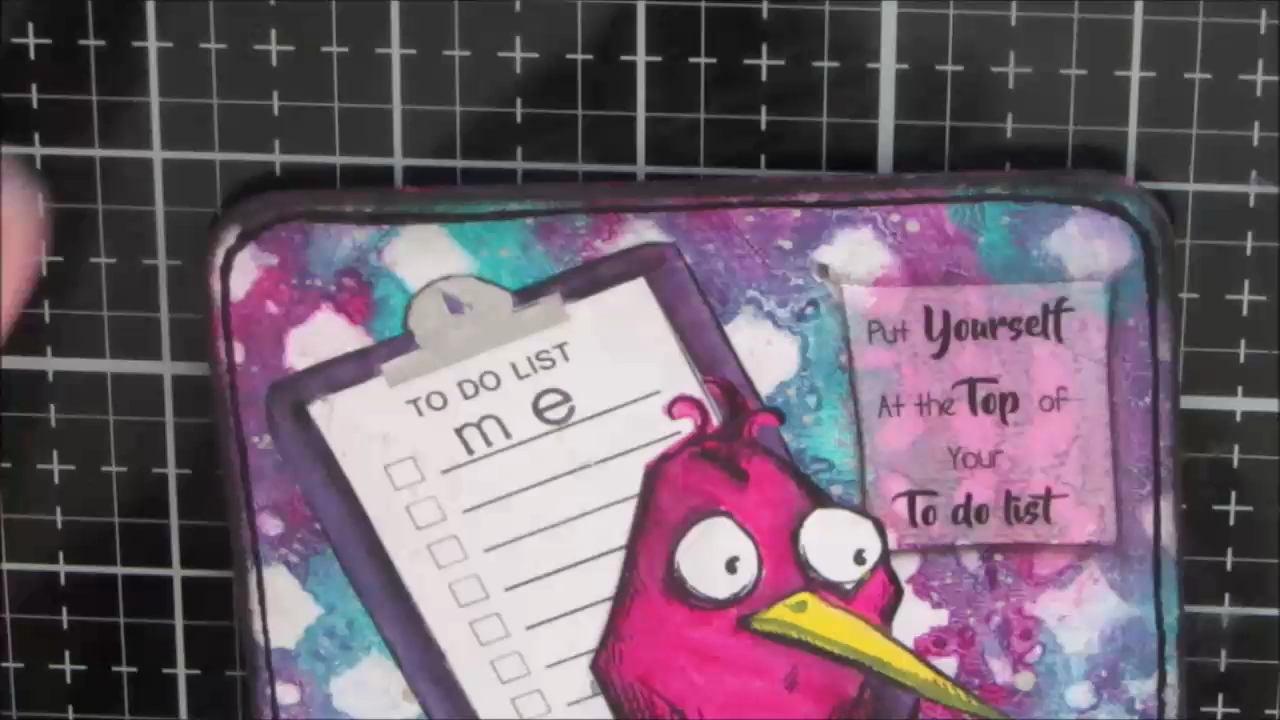 TO DO LIST
me
Put Yourself
At the Top of
Your
To do list